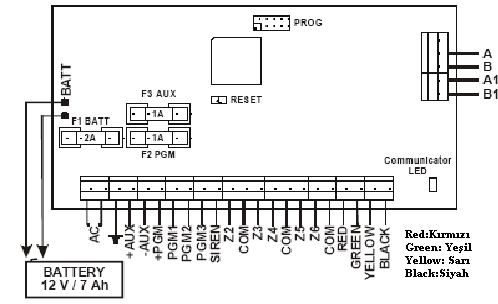 PROG
BATT
A
B
A1
B1
F3 AUX
1A
RESET
F1 BATT
2A
1A
F2 PGM
Communicator
LED
AC
+AUX
-AUX
+PGM
PGM1
PGM2
PGM3
SIREN
Z2
COM
Z3
Z4
COM
Z5
Z6
COM
RED
GREEN
YELLOW
BLACK
Red:Kırmızı
Green: Yeşil
Yellow: Sarı
Black:Siyah
BATTERY
12 V / 7 Ah